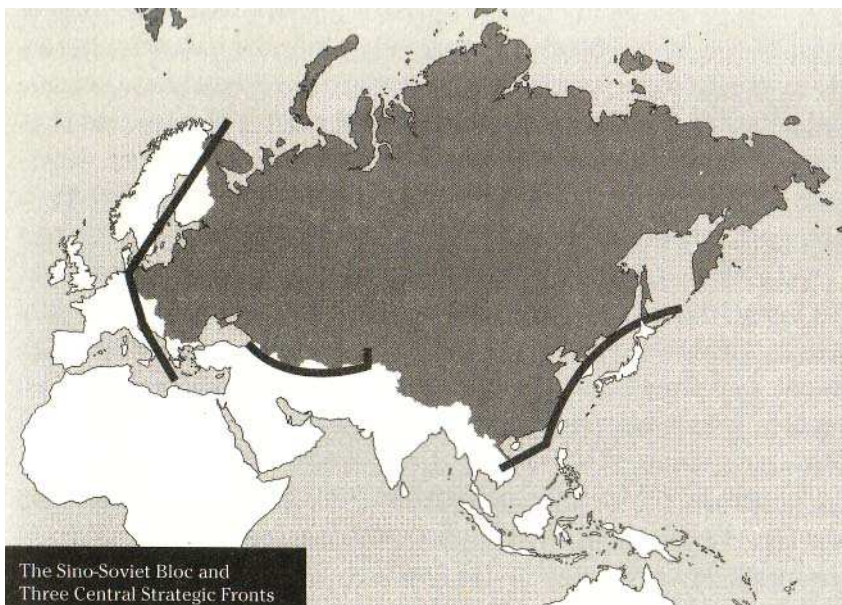 The Sino-Soviet Bloc and
Three Central Strategic Fronts